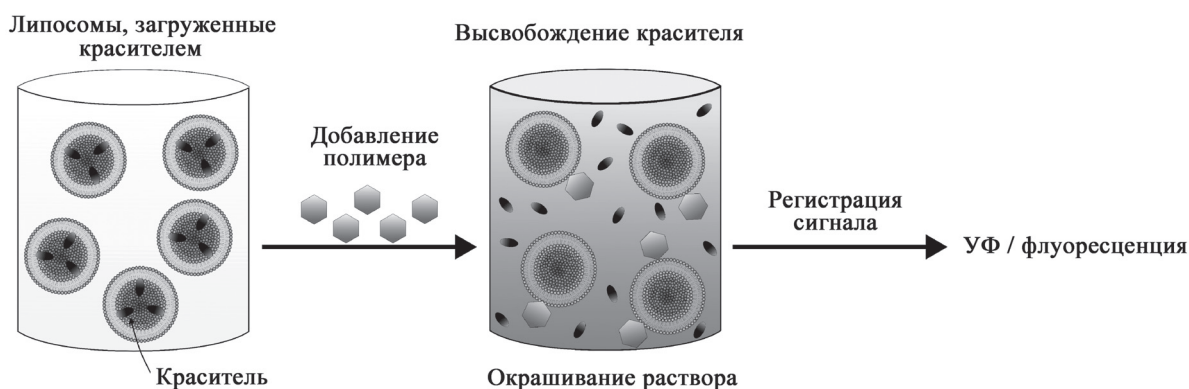 Липосомы, загруженные
красителем
Высвобождение красителя
Добавление
полимера
Регистрация
сигнала
УФ / флуоресценция
Краситель
Окрашивание раствора